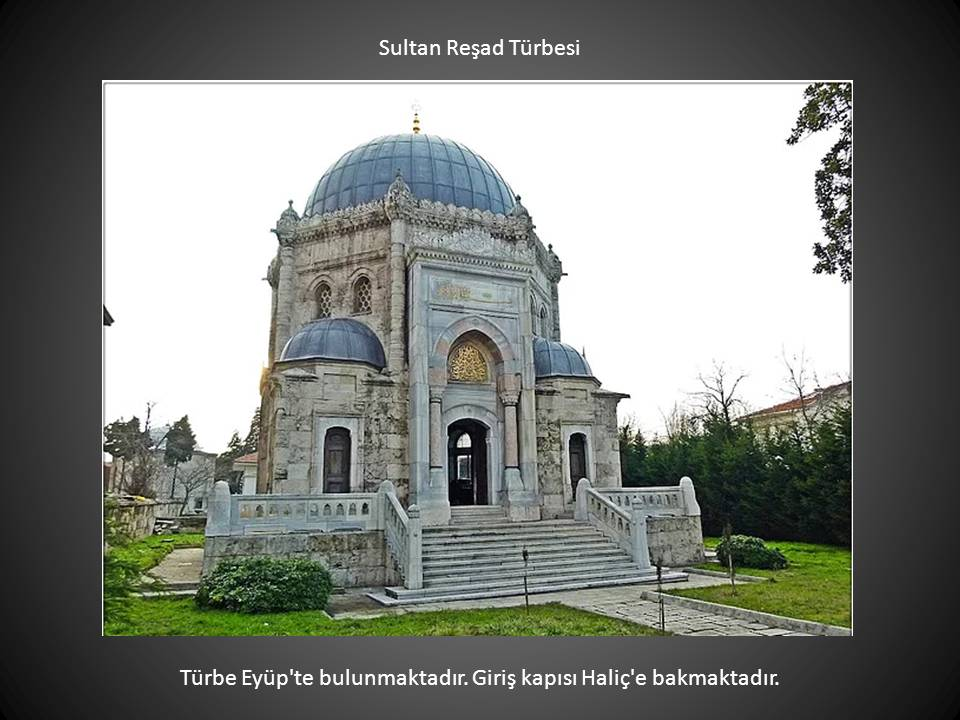 Sultan Reşad Türbesi
Türbe Eyüp'te bulunmaktadır. Giriş kapısı Haliç'e bakmaktadır.